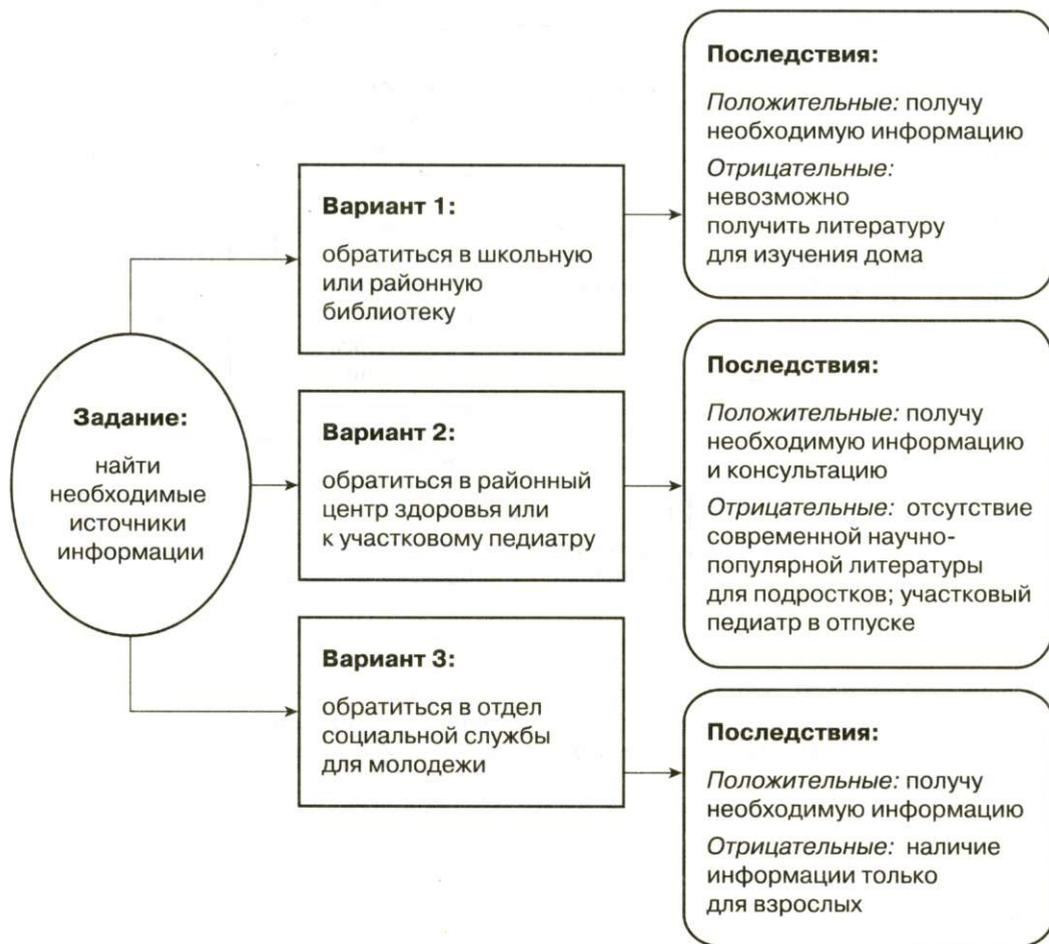 Задание:
найти
необходимые
источники
информации
Вариант 1:
обратиться в школьную
или районную
библиотеку
Последствия:
Положительные: получу
необходимую информацию
Отрицательные:
невозможно
получить литературу
для изучения дома
Вариант 2:
обратиться в районный
центр здоровья или
к участковому педиатру
Последствия:
Положительные: получу
необходимую информацию
и консультацию
Отрицательные: отсутствие
современной научно-
популярной литературы
для подростков; участковый
педиатр в отпуске
Вариант 3:
обратиться в отдел
социальной службы
для молодежи
Последствия:
Положительные: получу
необходимую информацию
Отрицательные: наличие
информации только
для взрослых